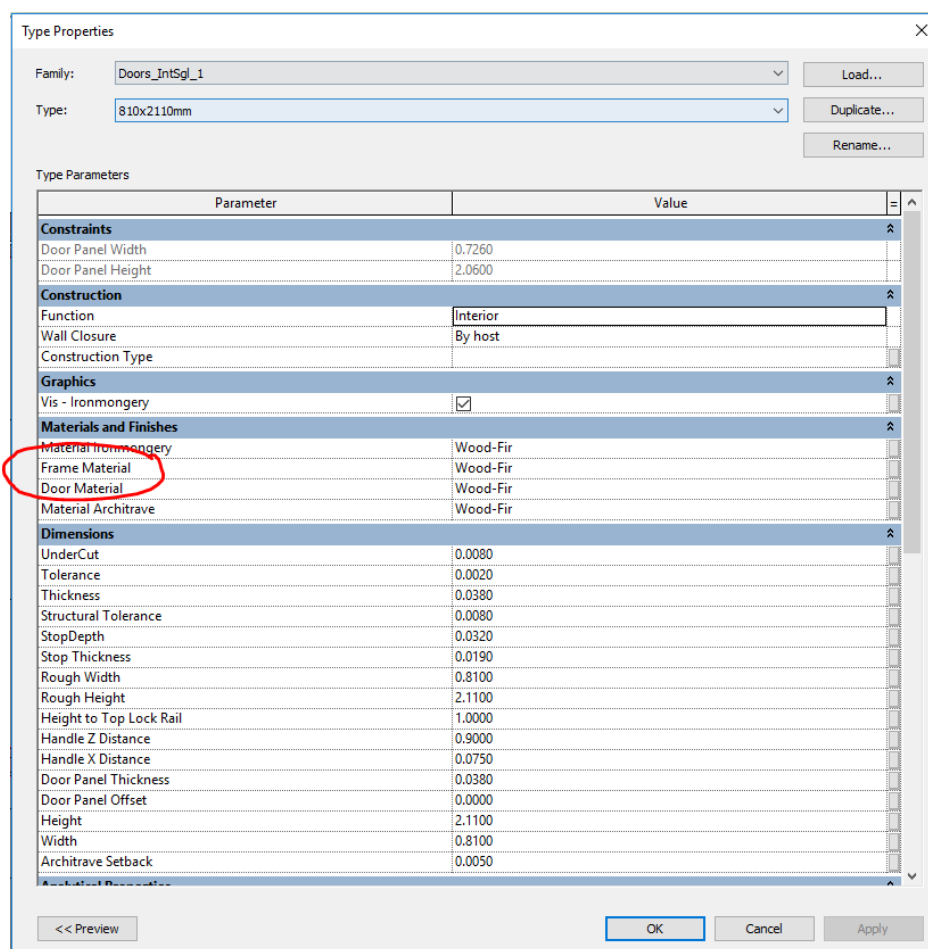 Type Properties
Family: Doors_IntSgl_1 Load...
Type: 810x2110mm Duplicate...
Rename...
Type Parameters
Parameter Value =
Constraints
Door Panel Width 0.7260
Door Panel Height 2.0600
Construction
Function Interior
Wall Closure By host
Construction Type
Graphics
Vis - Ironmongery
Materials and Finishes
Material Ironmongery Wood-Fir
Frame Material Wood-Fir
Door Material Wood-Fir
Material Architrave Wood-Fir
Dimensions
UnderCut 0.0080
Tolerance 0.0020
Thickness 0.0380
Structural Tolerance 0.0080
StopDepth 0.0320
Stop Thickness 0.0190
Rough Width 0.8100
Rough Height 2.1100
Height to Top Lock Rail 1.0000
Handle Z Distance 0.9000
Handle X Distance 0.0750
Door Panel Thickness 0.0380
Door Panel Offset 0.0000
Height 2.1100
Width 0.8100
Architrave Setback 0.0050
Analytical Properties
<< Preview OK Cancel Apply